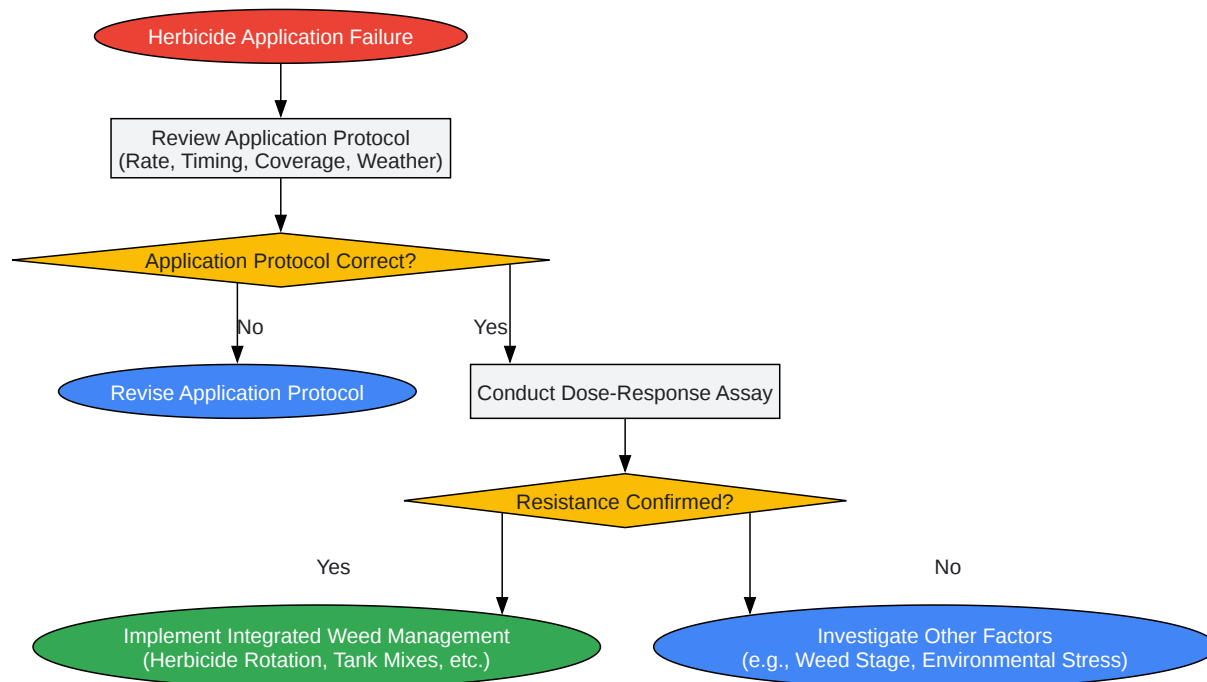 Herbicide Application Failure
Review Application Protocol
(Rate, Timing, Coverage, Weather)
Application Protocol Correct?
No
Yes
Revise Application Protocol
Conduct Dose-Response Assay
Resistance Confirmed?
Yes
No
Implement Integrated Weed Management
(Herbicide Rotation, Tank Mixes, etc.)
Investigate Other Factors
(e.g., Weed Stage, Environmental Stress)